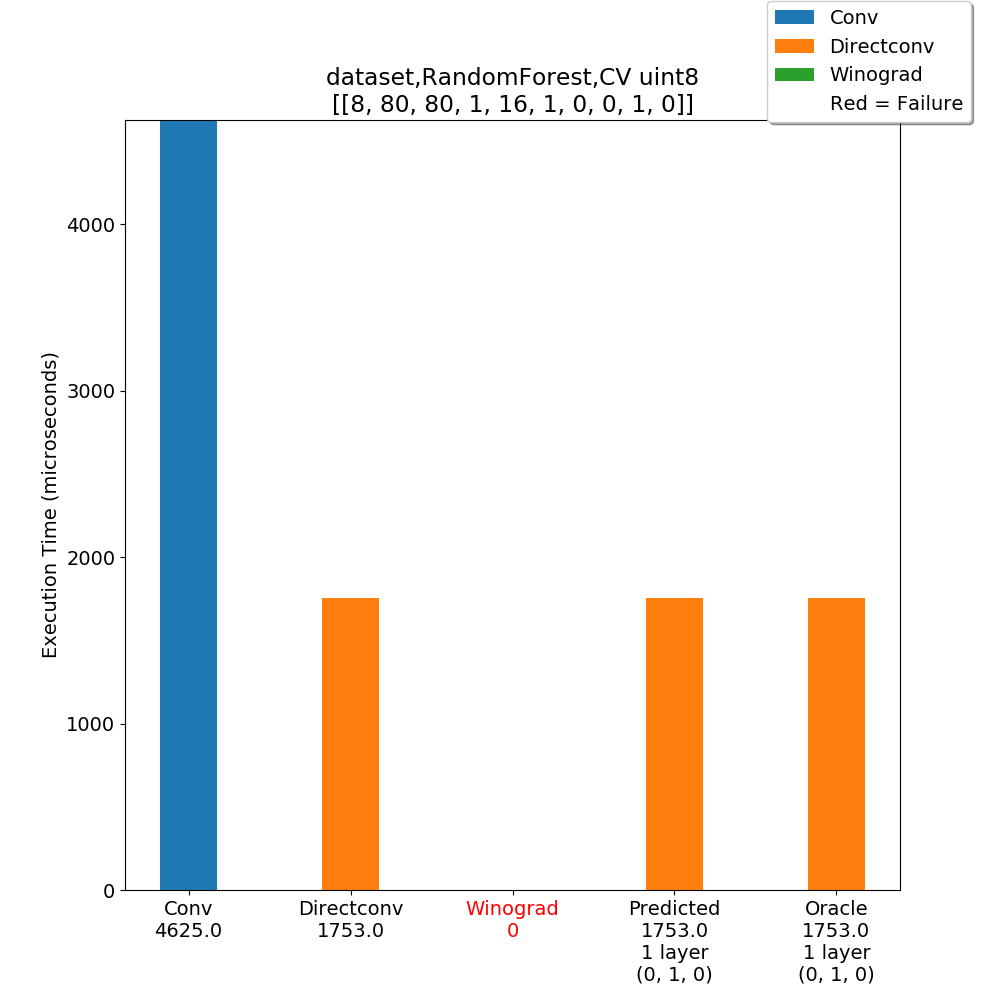 Conv
Directconv
Winograd
Red = Failure
dataset,RandomForest,CV uint8
[[8, 80, 80, 1, 16, 1, 0, 0, 1, 0]]
Execution Time (microseconds)
4000
3000
2000
1000
0
Conv
4625.0
Directconv
1753.0
Winograd
0
Predicted
1753.0
1 layer
(0, 1, 0)
Oracle
1753.0
1 layer
(0, 1, 0)